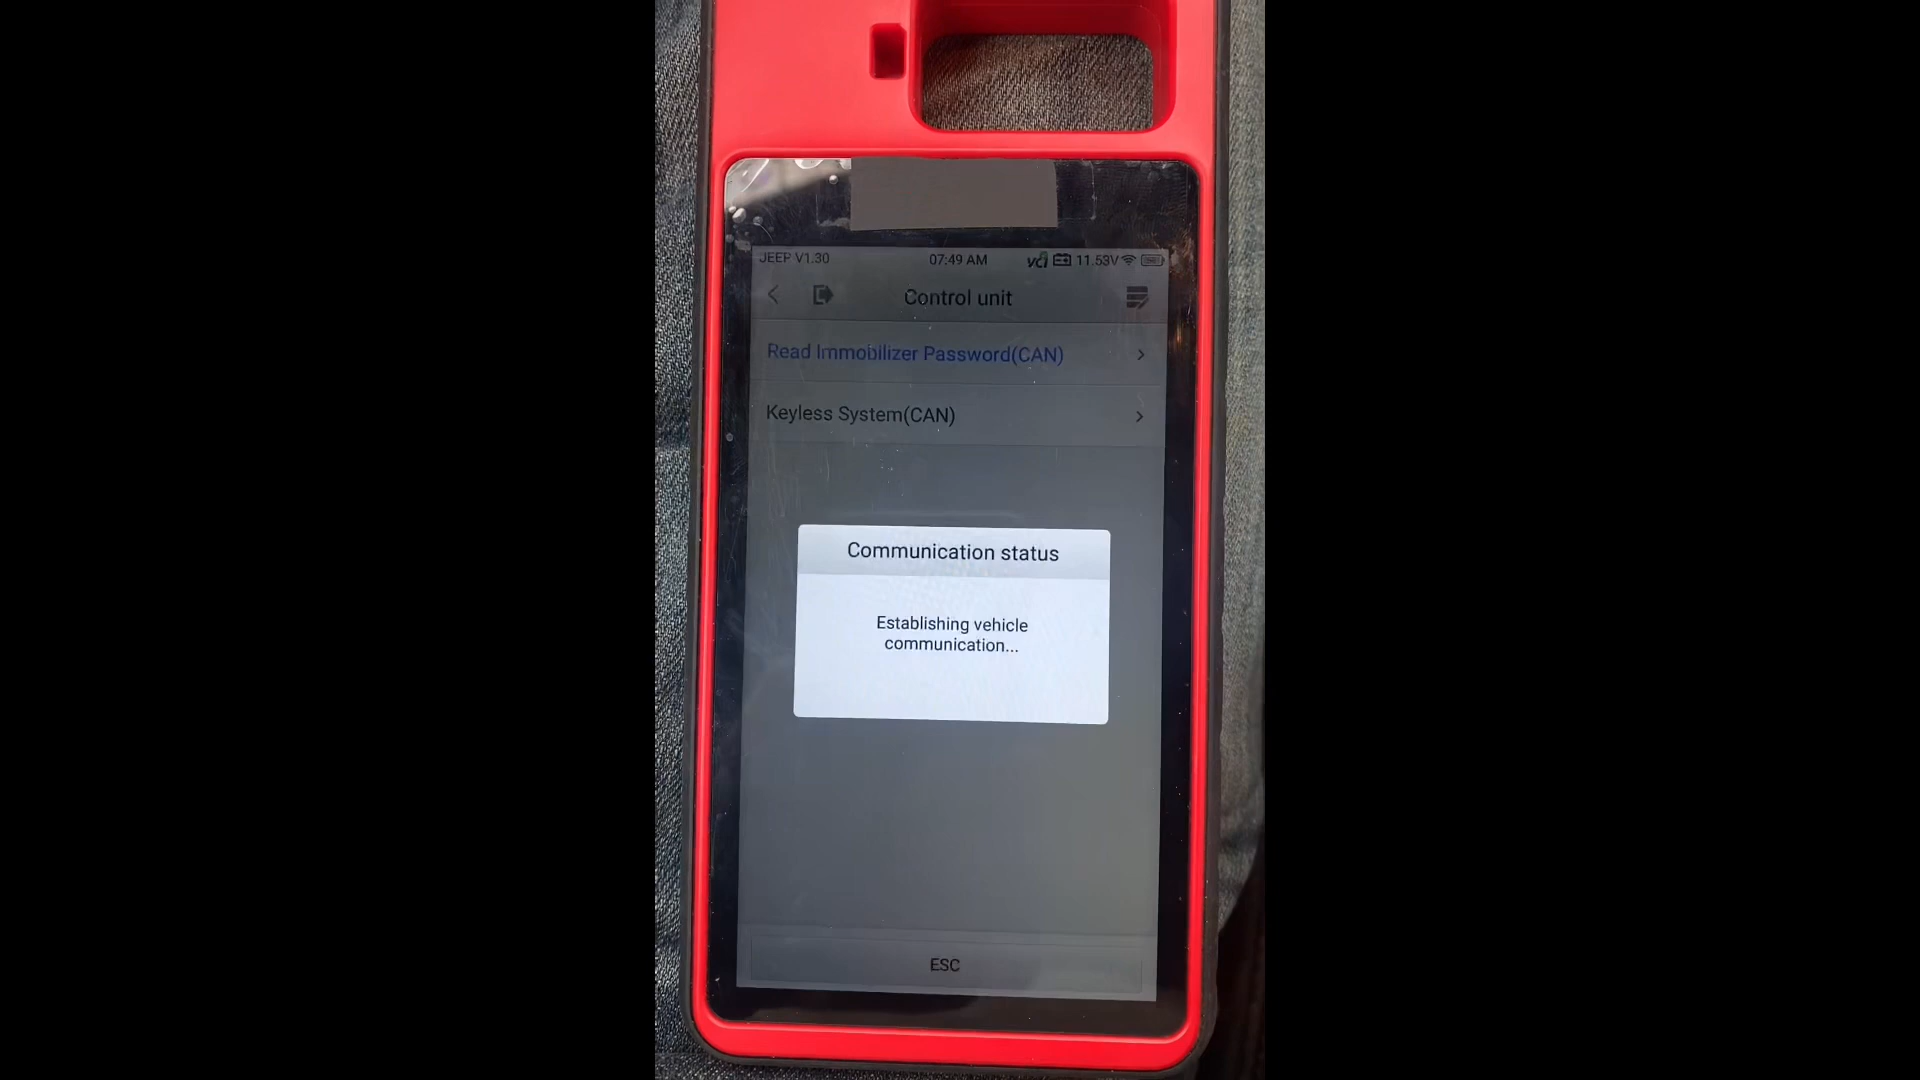 JEEP V1.30 07:49 AM vci 11.53V
Control unit
Read Immobilizer Password(CAN)
Keyless System(CAN)
Communication status
Establishing vehicle
communication...
ESC